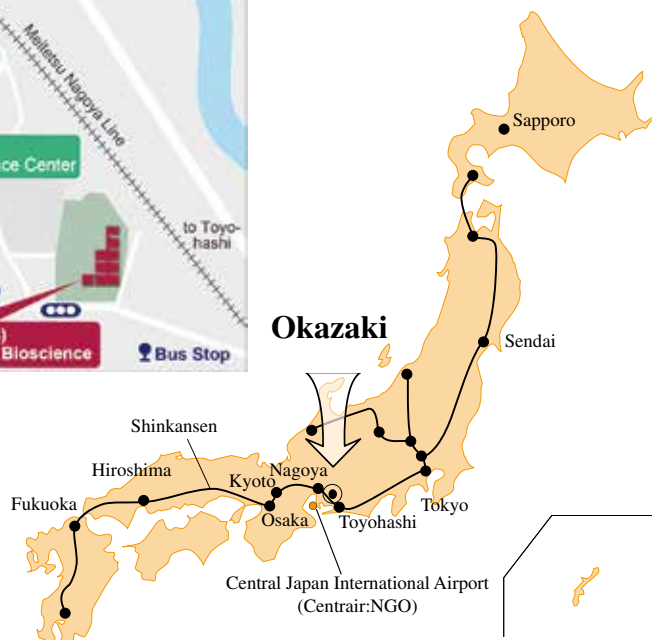 Meitetsu Nagoya Line
ce Center
to Toyo-
hashi
)
Bioscience
Bus Stop
Okazaki
Sapporo
Sendai
Shinkansen
Hiroshima
Nagoya
Kyoto
Fukuoka
Osaka
Toyohashi
Tokyo
Central Japan International Airport
(Centrair:NGO)